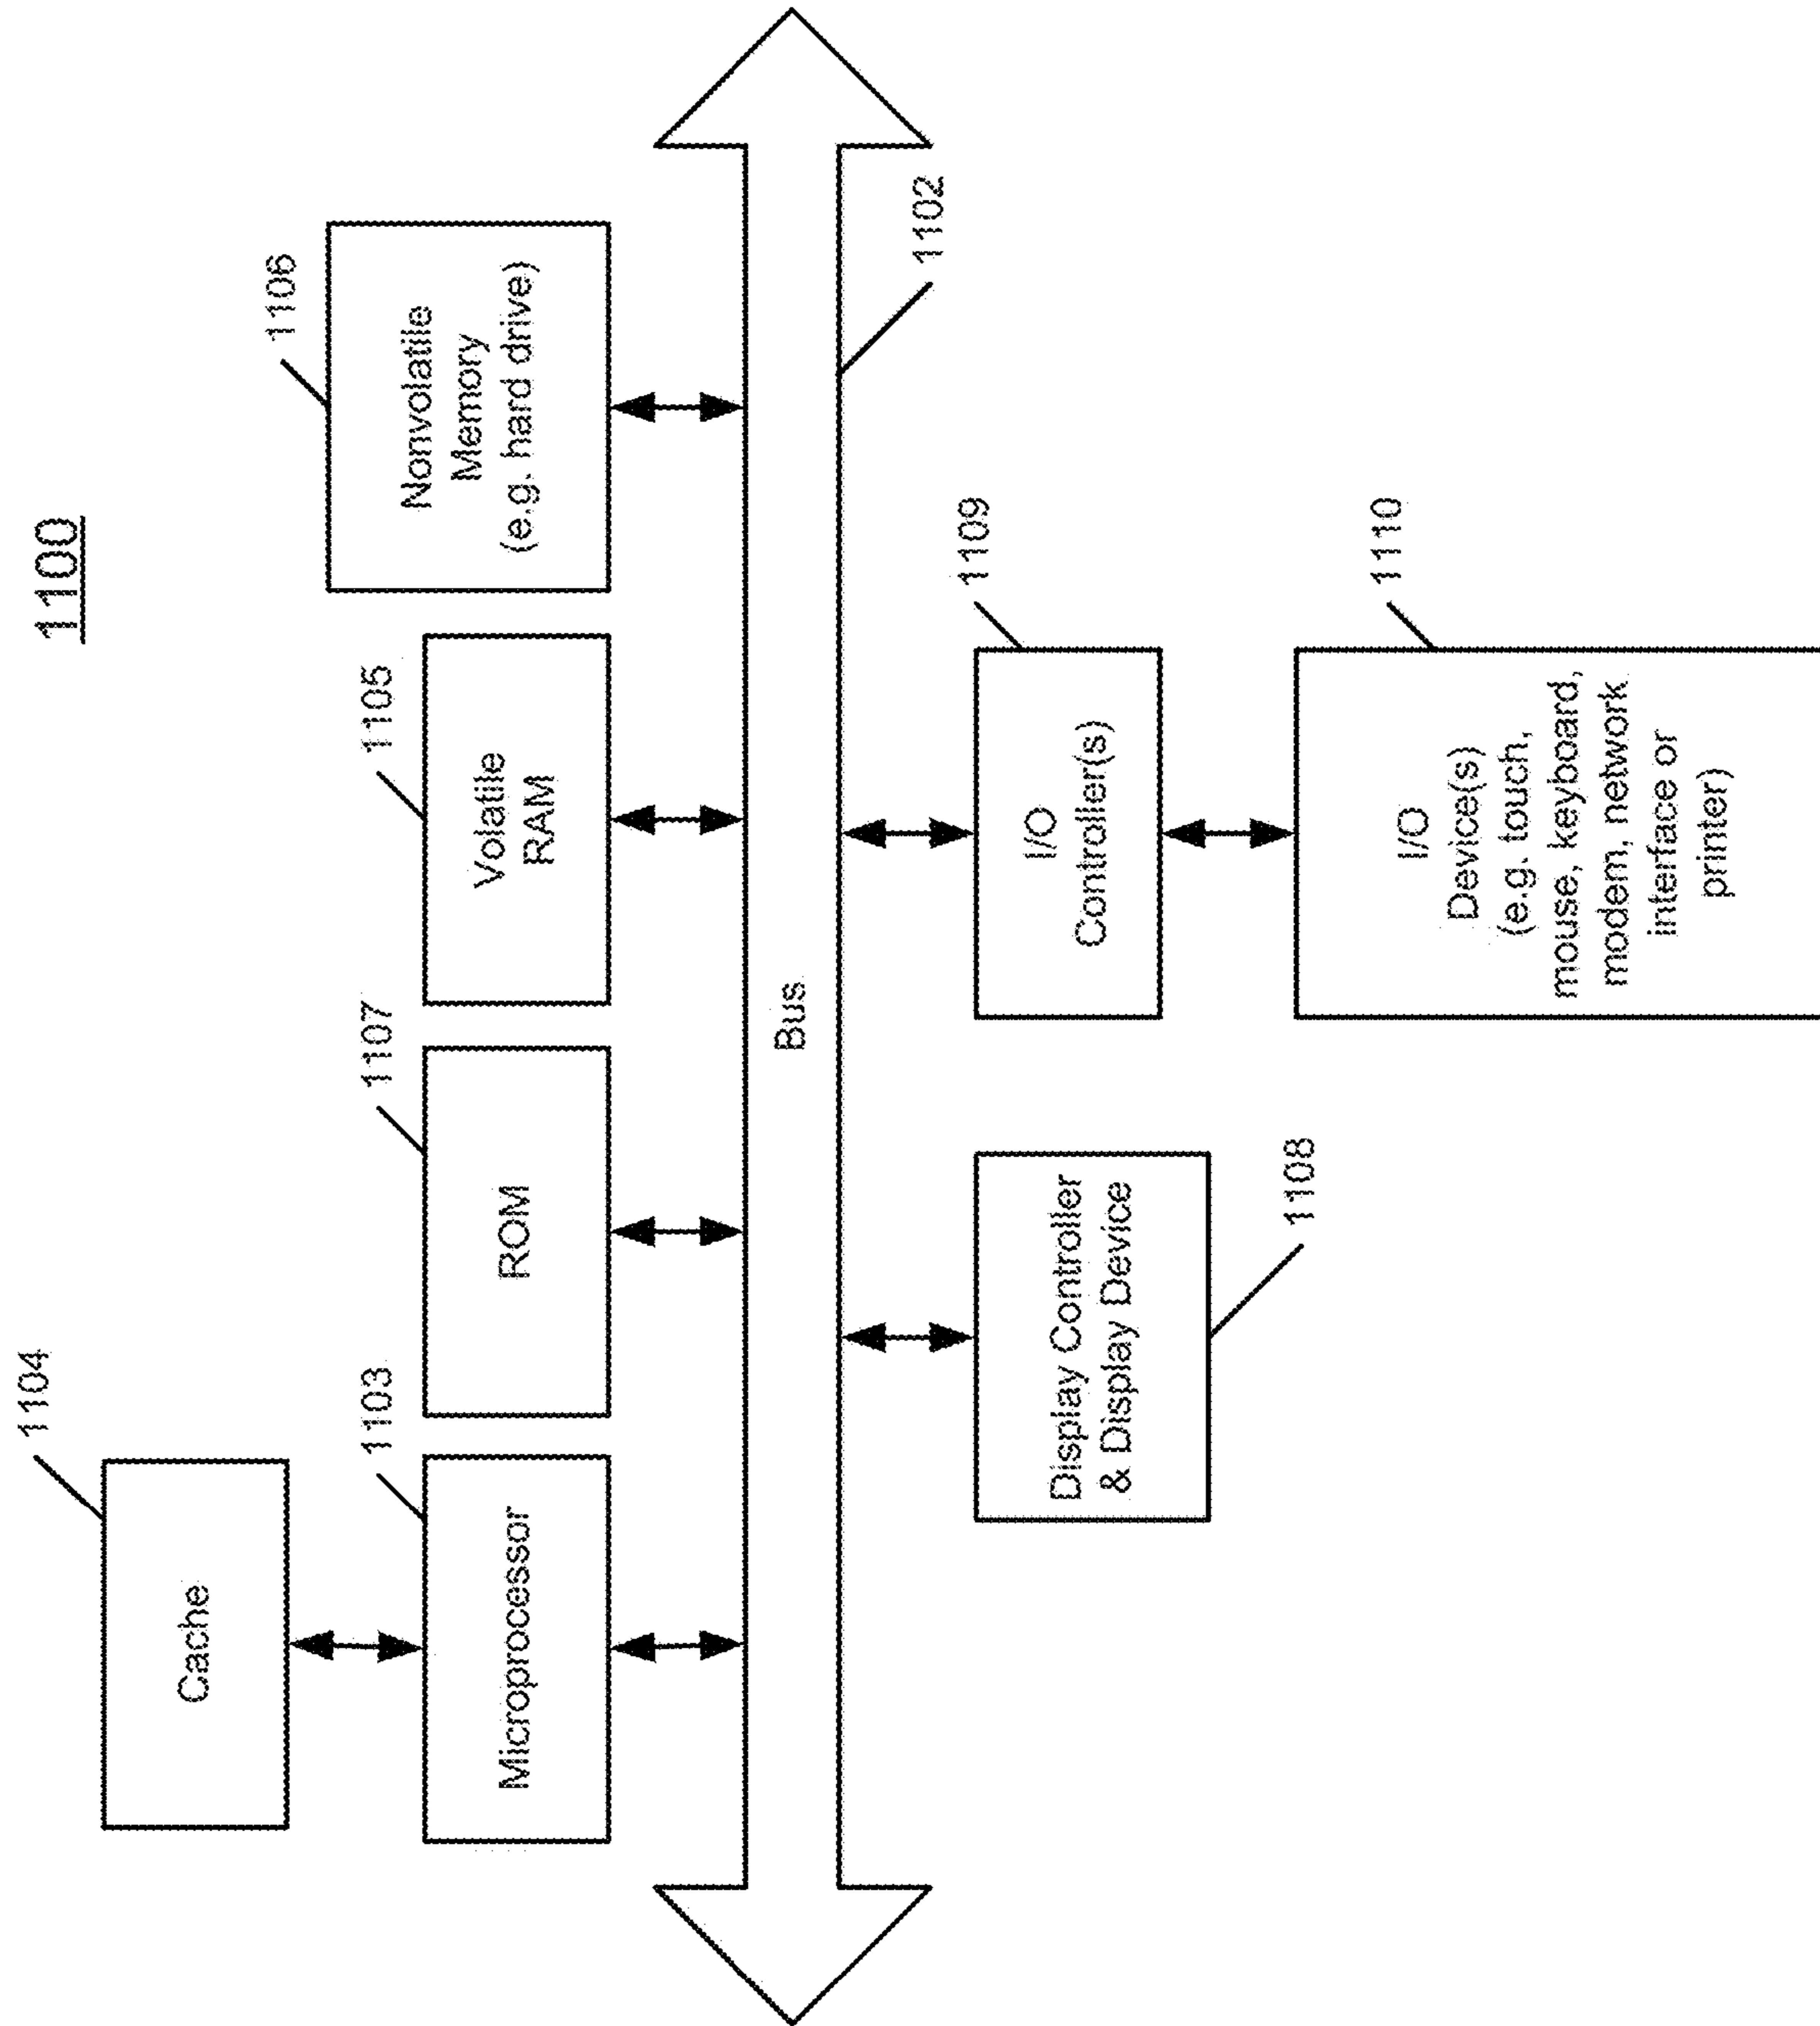 1100
1104
Cache
1103
Microprocessor
1107
ROM
1105
Volatile
RAM
1106
Nonvolatile
Memory
(e.g. hard drive)
Bus
1102
Display Controller
& Display Device
1108
1109
I/O
Controller(s)
1110
I/O
Device(s)
(e.g. touch,
mouse, keyboard,
modem, network
interface or
printer)